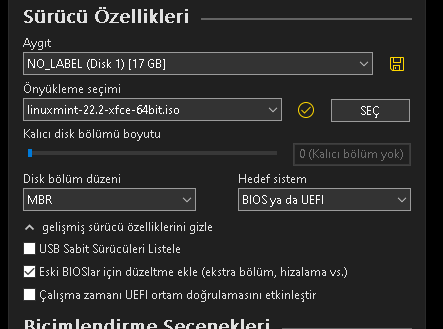 Sürücü Özellikleri
Aygıt
NO_LABEL (Disk 1) [17 GB]
Önyükleme seçimi
linuxmint-22.2-xfce-64bit.iso
SEÇ
Kalıcı disk bölümü boyutu
0 (Kalıcı bölüm yok)
Disk bölüm düzeni
Hedef sistem
MBR
BIOS ya da UEFI
gelişmiş sürücü özelliklerini gizle
USB Sabit Sürücüleri Listele
Eski BIOSlar için düzeltme ekle (ekstra bölüm, hizalama vs.)
Çalışma zamanı UEFI ortam doğrulamasını etkinleştir
Biçimlendirme Seçenekleri